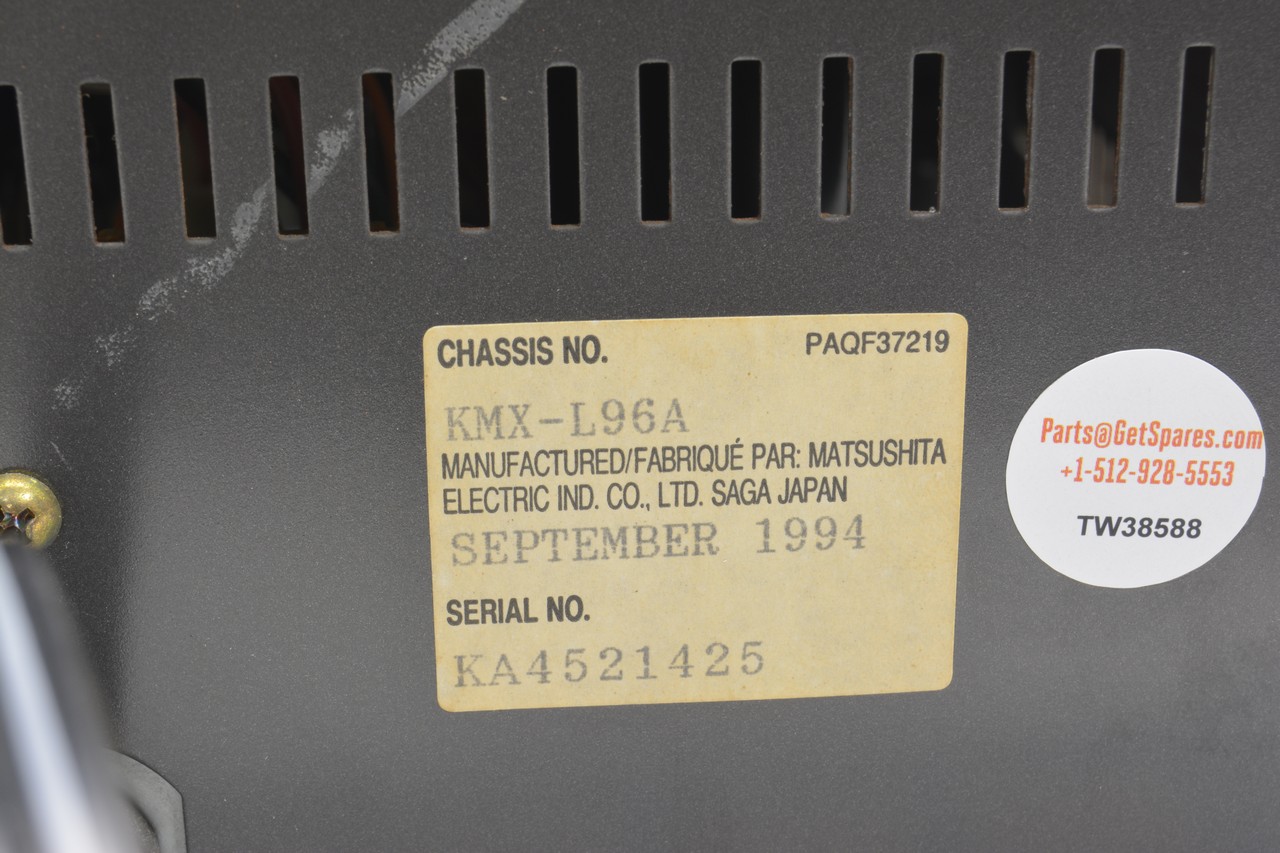 CHASSIS NO. PAQF37219
KMX-L96A
MANUFACTURED/FABRIQUÉ PAR: MATSUSHITA
ELECTRIC IND. CO., LTD. SAGA JAPAN
SEPTEMBER 1994
SERIAL NO.
KA4521425
Parts@GetSpares.com
+1-512-928-5553
TW38588